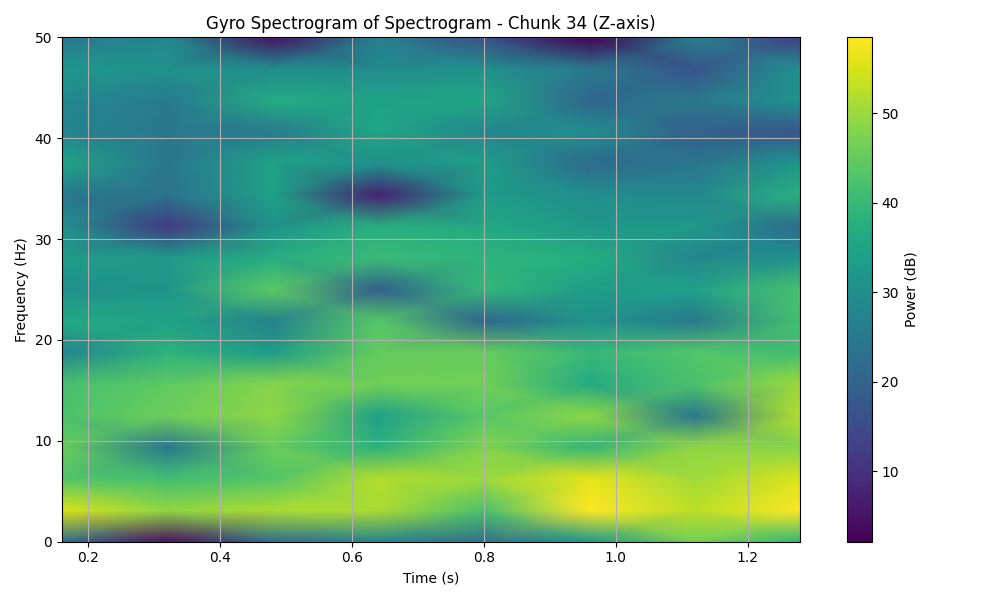 Gyro Spectrogram of Spectrogram - Chunk 34 (Z-axis)
50
40
30
20
10
0
Frequency (Hz)
0.2 0.4 0.6 0.8 1.0 1.2
Time (s)
50
40
30
20
10
Power (dB)